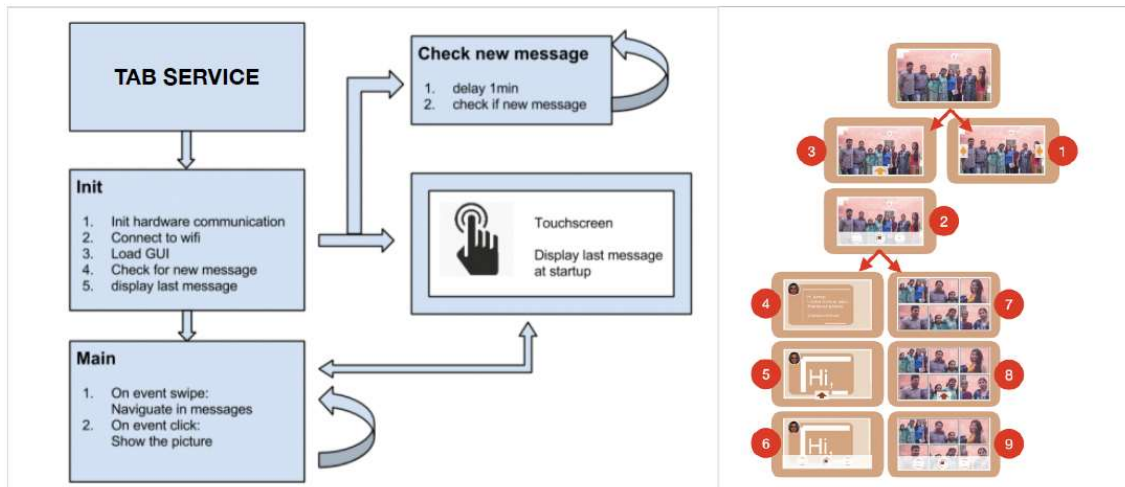 TAB SERVICE
Check new message
1. delay 1min
2. check if new message
Init
1. Init hardware communication
2. Connect to wifi
3. Load GUI
4. Check for new message
5. display last message
Touchscreen
Display last message
at startup
Main
1. On event swipe:
Naviguate in messages
2. On event click:
Show the picture
3
1
2
4
7
5
Hi,
8
6
Hi,
9